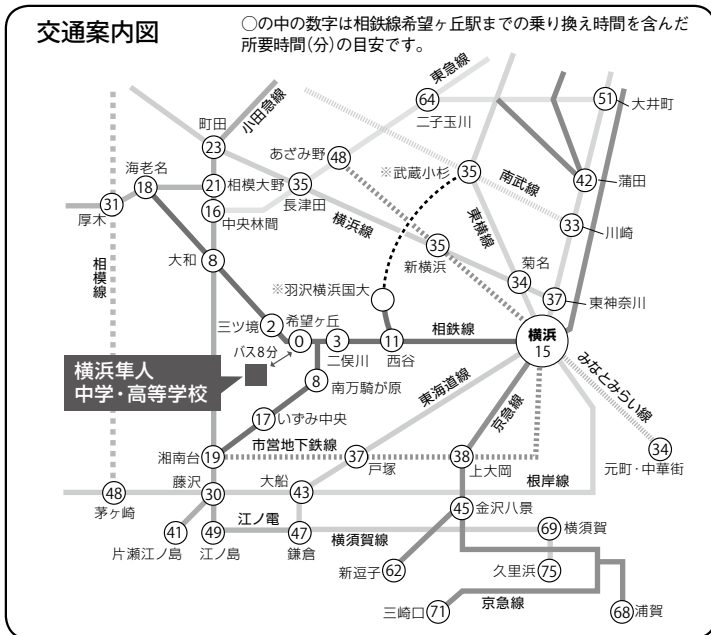 交通案内図
○の中の数字は相鉄線希望ヶ丘駅までの乗り換え時間を含んだ
所要時間(分)の目安です。
東急線
64
二子玉川
51
大井町
小田急線
町田
23
あざみ野
48
※武蔵小杉
35
南武線
42
蒲田
海老名
18
21
相模大野
35
長津田
31
厚木
16
中央林間
横浜線
東横線
33
川崎
相模線
大和
8
35
新横浜
菊名
34
37
東神奈川
※羽沢横浜国大
三ツ境
2
希望ヶ丘
0
3
二俣川
11
西谷
相鉄線
横浜
15
バス8分
横浜隼人
中学・高等学校
8
南万騎が原
東海道線
京急線
みなとみらい線
34
元町・中華街
17
いずみ中央
湘南台
19
市営地下鉄線
37
戸塚
38
上大岡
48
茅ヶ崎
藤沢
30
大船
43
根岸線
45
金沢八景
41
片瀬江ノ島
49
江ノ島
江ノ電
47
鎌倉
横須賀線
69
横須賀
62
新逗子
75
久里浜
71
三崎口
京急線
68
浦賀